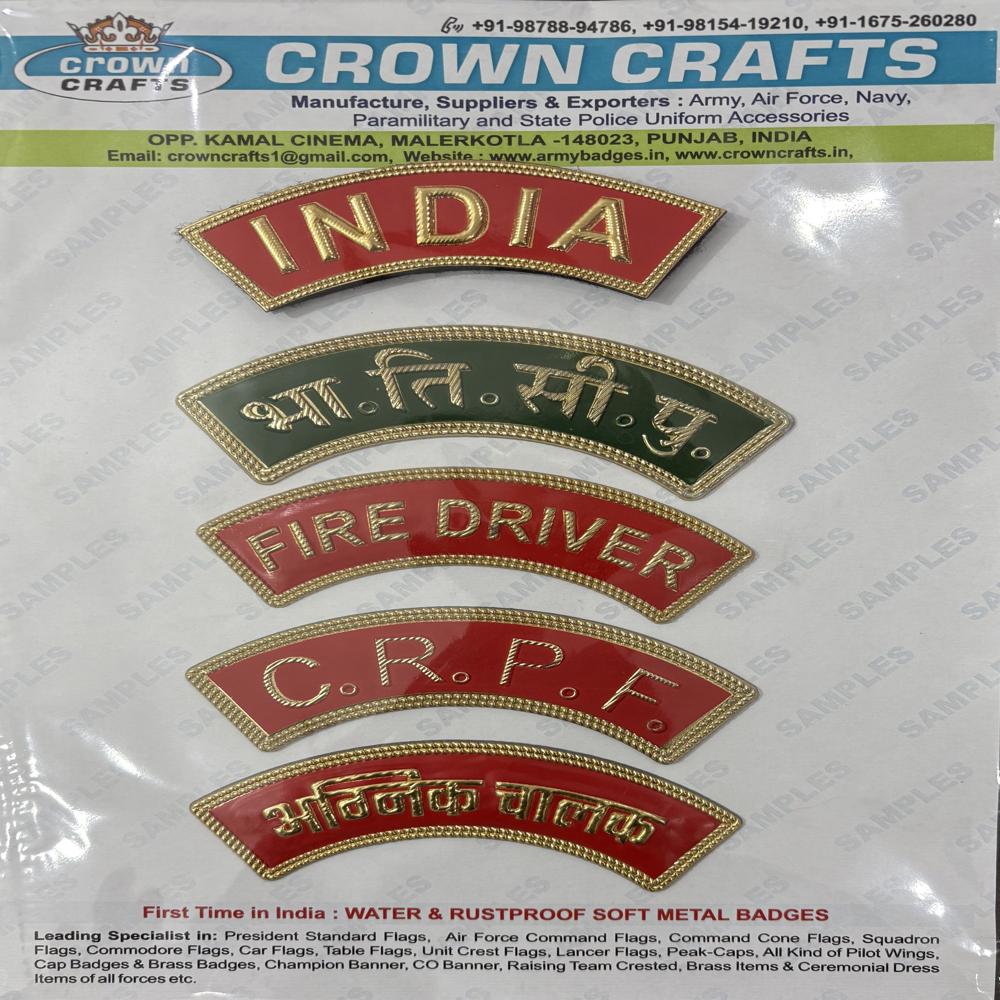 +91-98788-94786, +91-98154-19210, +91-1675-260280
CROWN
CRAFTS
CROWN CRAFTS
Manufacture, Suppliers & Exporters : Army, Air Force, Navy,
Paramilitary and State Police Uniform Accessories
OPP. KAMAL CINEMA, MALERKOTLA -148023, PUNJAB, INDIA
Email: crowncrafts1@gmail.com, Website : www.armybadges.in, www.crowncrafts.in,
INDIA
भा.ति.सी.पु.
FIRE DRIVER
C.R.P.F.
अग्निक चालक
First Time in India : WATER & RUSTPROOF SOFT METAL BADGES
Leading Specialist in: President Standard Flags, Air Force Command Flags, Command Cone Flags, Squadron
Flags, Commodore Flags, Car Flags, Table Flags, Unit Crest Flags, Lancer Flags, Peak-Caps, All Kind of Pilot Wings,
Cap Badges & Brass Badges, Champion Banner, CO Banner, Raising Team Crested, Brass Items & Ceremonial Dress
Items of all forces etc.
SAMPLES